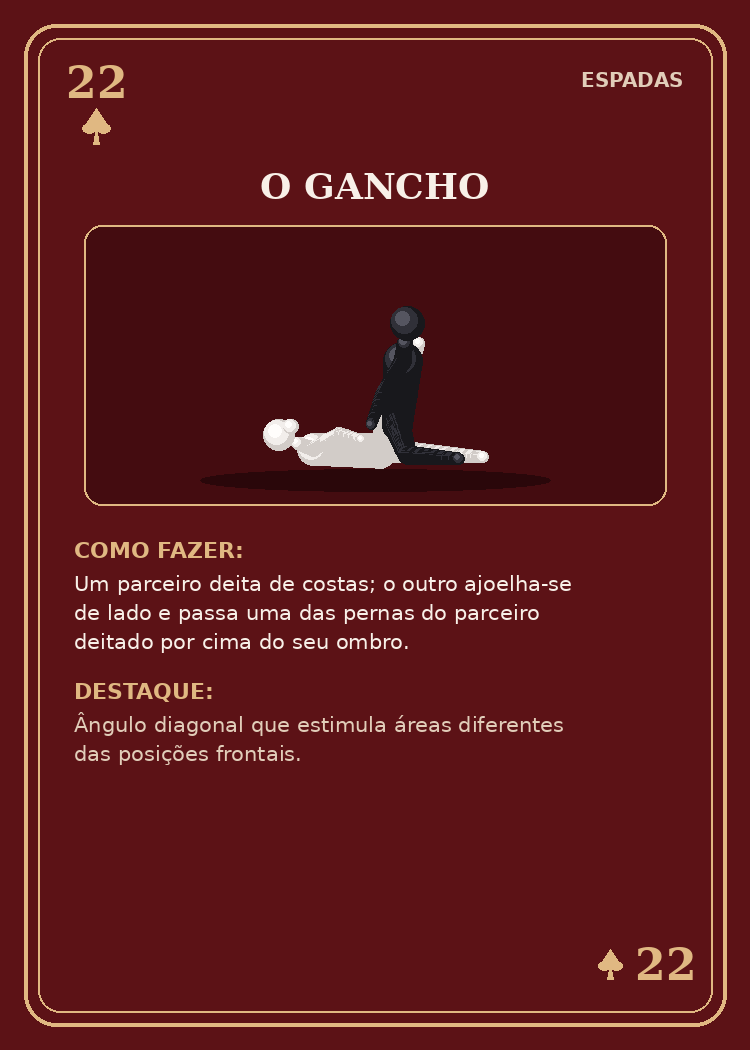 22
ESPADAS
O GANCHO
COMO FAZER:
Um parceiro deita de costas; o outro ajoelha-se
de lado e passa uma das pernas do parceiro
deitado por cima do seu ombro.
DESTAQUE:
Ângulo diagonal que estimula áreas diferentes
das posições frontais.
22